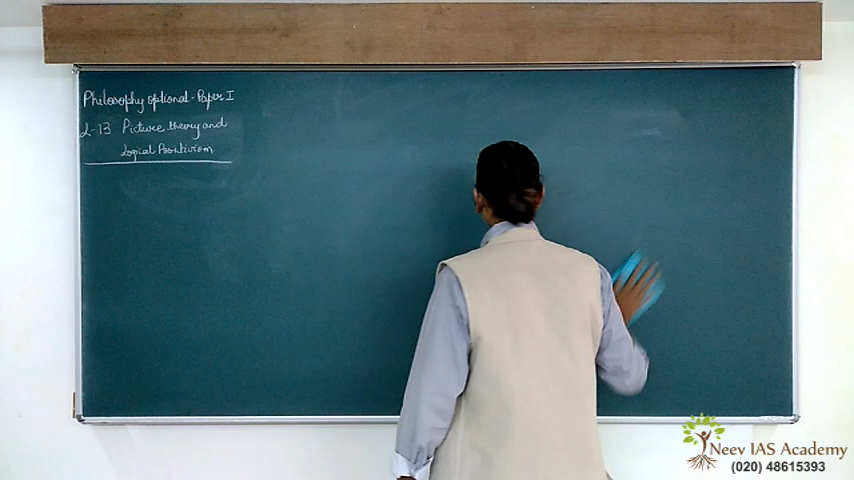 Philosophy optional - Paper I
L-13 Picture theory and
Logical Positivism
Neev IAS Academy
(020) 48615393